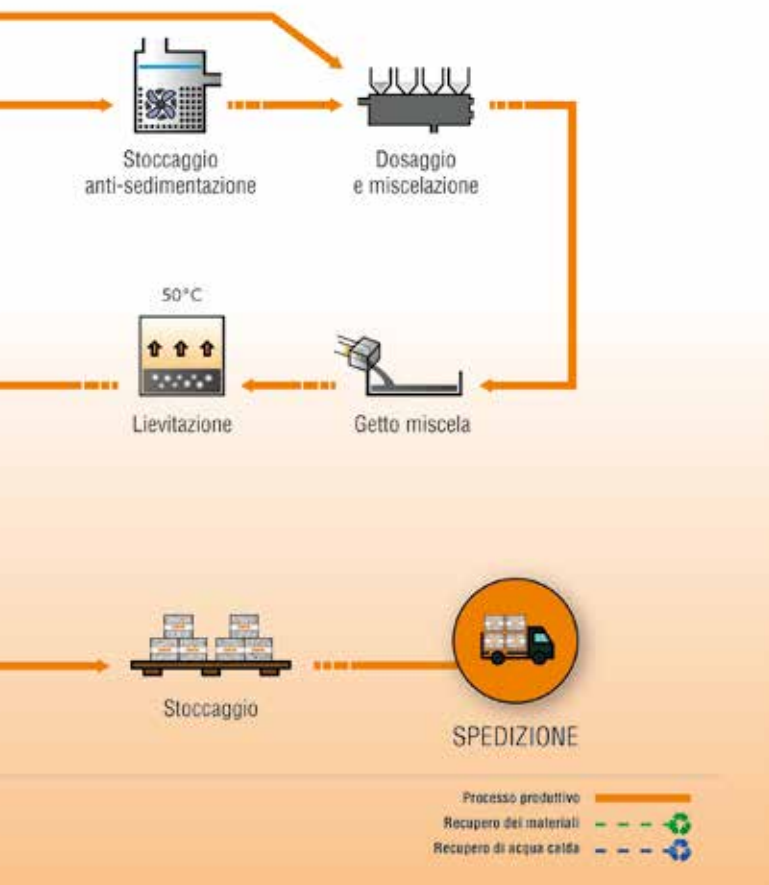 Stoccaggio
anti-sedimentazione
Dosaggio
e miscelazione
50°C
Lievitazione
Getto miscela
Stoccaggio
SPEDIZIONE
Processo produttivo
Recupero dei materiali
Recupero di acqua calda